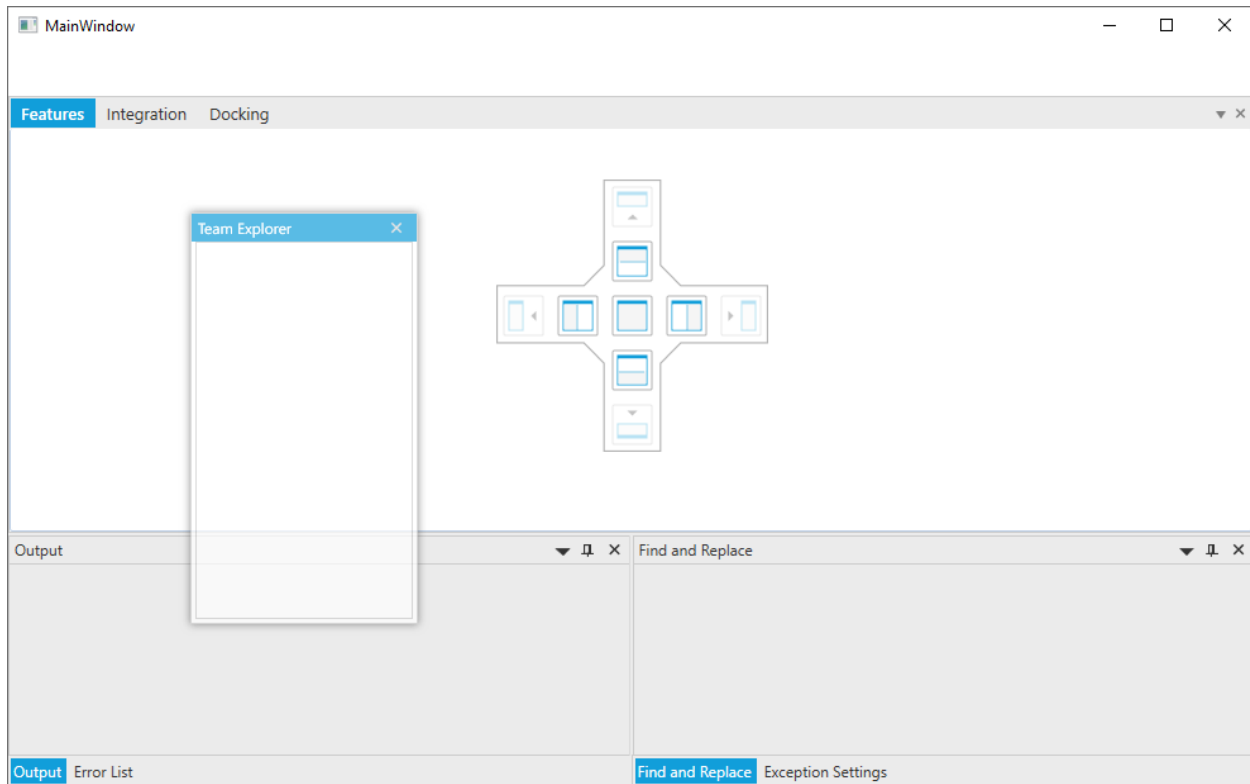 MainWindow
Features Integration Docking
Team Explorer
Output Find and Replace
Output Error List Find and Replace Exception Settings